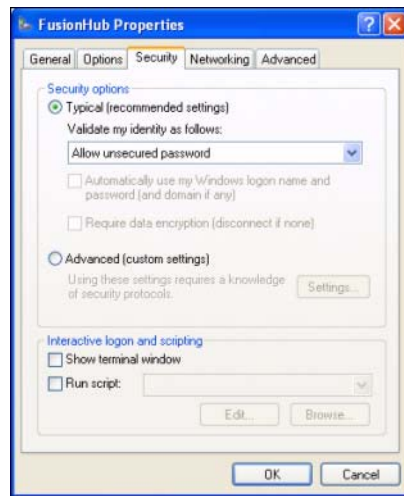 FusionHub Properties
General Options Security Networking Advanced
Security options
Typical (recommended settings)
Validate my identity as follows:
Allow unsecured password
Automatically use my Windows logon name and
password (and domain if any)
Require data encryption (disconnect if none)
Advanced (custom settings)
Using these settings requires a knowledge
of security protocols.
Settings...
Interactive logon and scripting
Show terminal window
Run script:
Edit... Browse...
OK Cancel